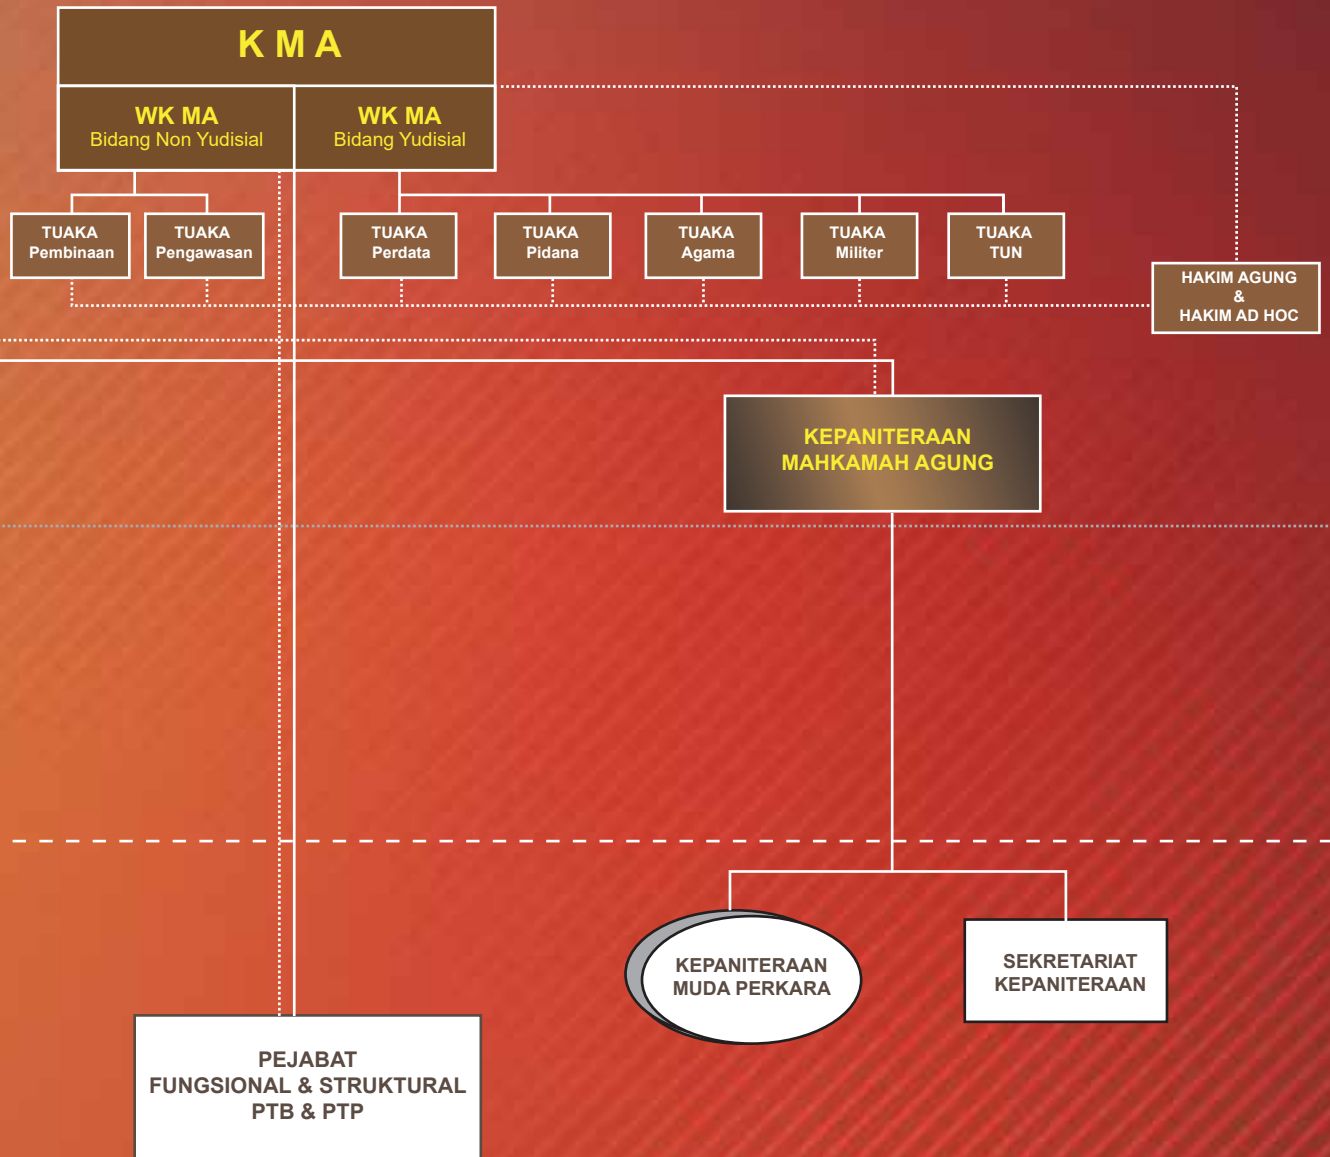 K M A
WK MA
Bidang Non Yudisial
WK MA
Bidang Yudisial
TUAKA
Pembinaan
TUAKA
Pengawasan
TUAKA
Perdata
TUAKA
Pidana
TUAKA
Agama
TUAKA
Militer
TUAKA
TUN
HAKIM AGUNG
&
HAKIM AD HOC
KEPANITERAAN
MAHKAMAH AGUNG
KEPANITERAAN
MUDA PERKARA
SEKRETARIAT
KEPANITERAAN
PEJABAT
FUNGSIONAL & STRUKTURAL
PTB & PTP